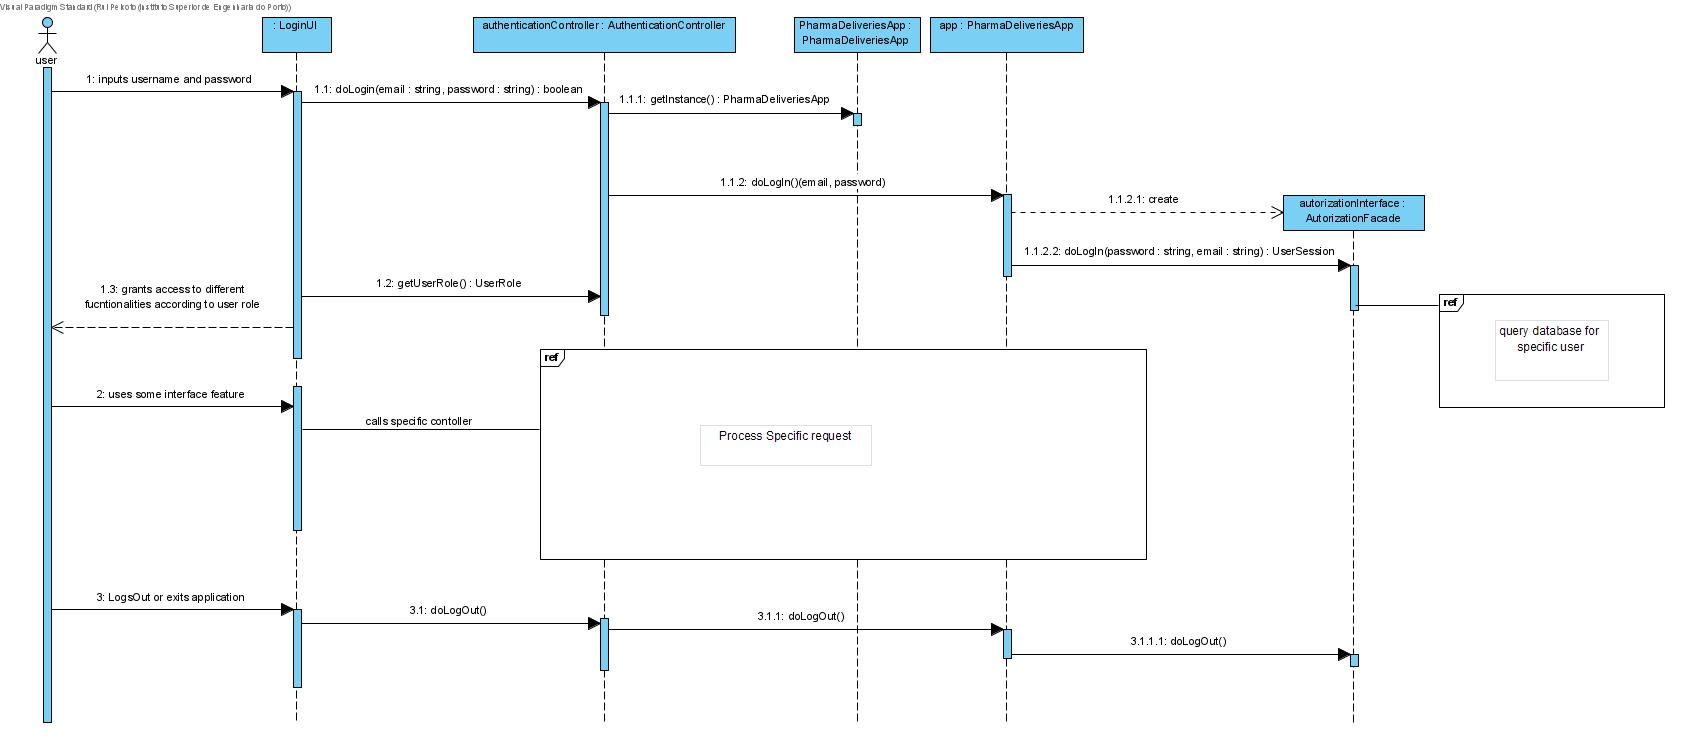 Visual Paradigm Standard (Rui Peixoto (Instituto Superior de Engenharia do Porto))
user
: LoginUI
authenticationController : AuthenticationController
PharmaDeliveriesApp :
PharmaDeliveriesApp
app : PharmaDeliveriesApp
1: inputs username and password
1.1: doLogin(email : string, password : string) : boolean
1.1.1: getInstance() : PharmaDeliveriesApp
1.1.2: doLogIn()(email, password)
1.1.2.1: create
autorizationInterface :
AutorizationFacade
1.1.2.2: doLogIn(password : string, email : string) : UserSession
1.2: getUserRole() : UserRole
1.3: grants access to different
fucntionalities according to user role
ref
query database for
specific user
ref
2: uses some interface feature
calls specific contoller
Process Specific request
3: LogsOut or exits application
3.1: doLogOut()
3.1.1: doLogOut()
3.1.1.1: doLogOut()